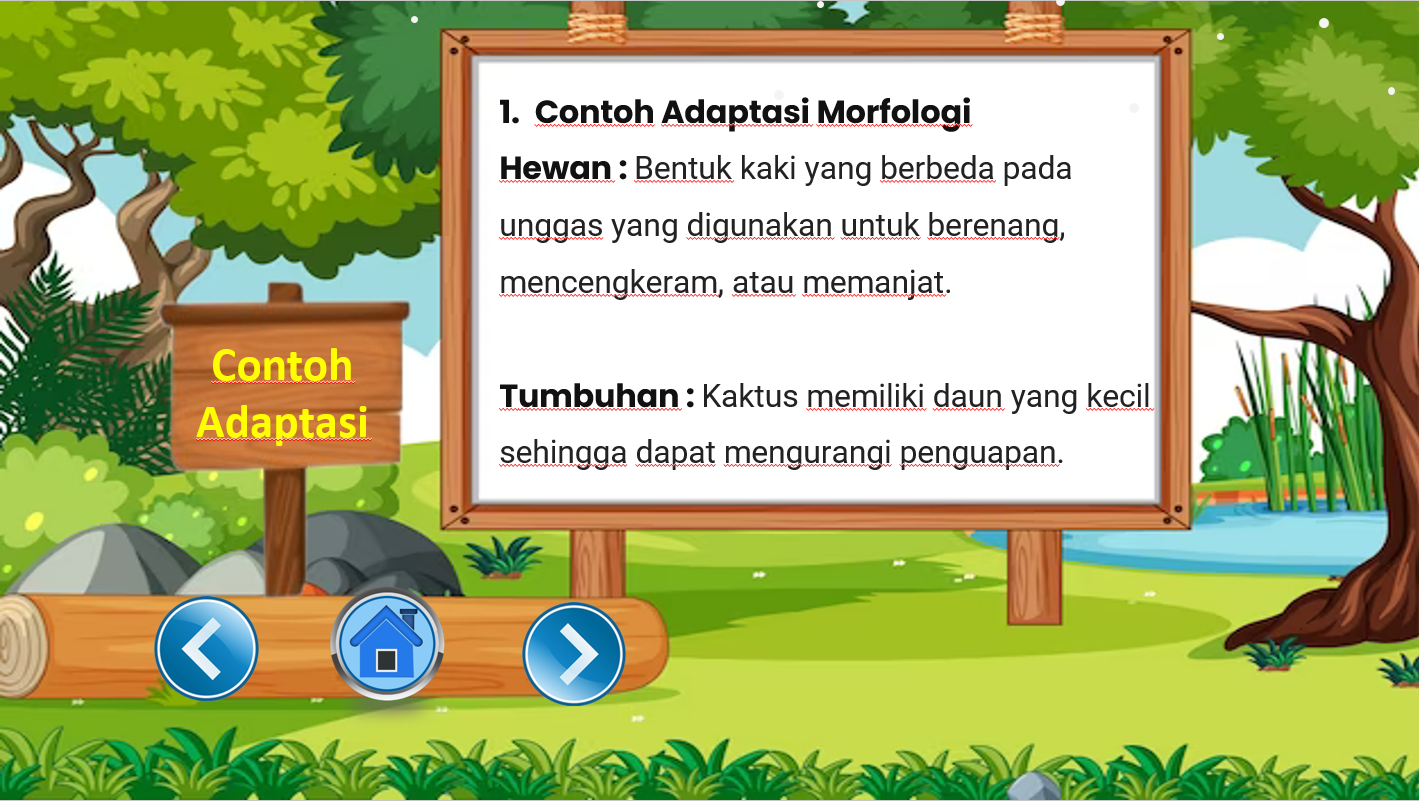 Contoh
Adaptasi
1. Contoh Adaptasi Morfologi
Hewan : Bentuk kaki yang berbeda pada
unggas yang digunakan untuk berenang,
mencengkeram, atau memanjat.
Tumbuhan : Kaktus memiliki daun yang kecil
sehingga dapat mengurangi penguapan.